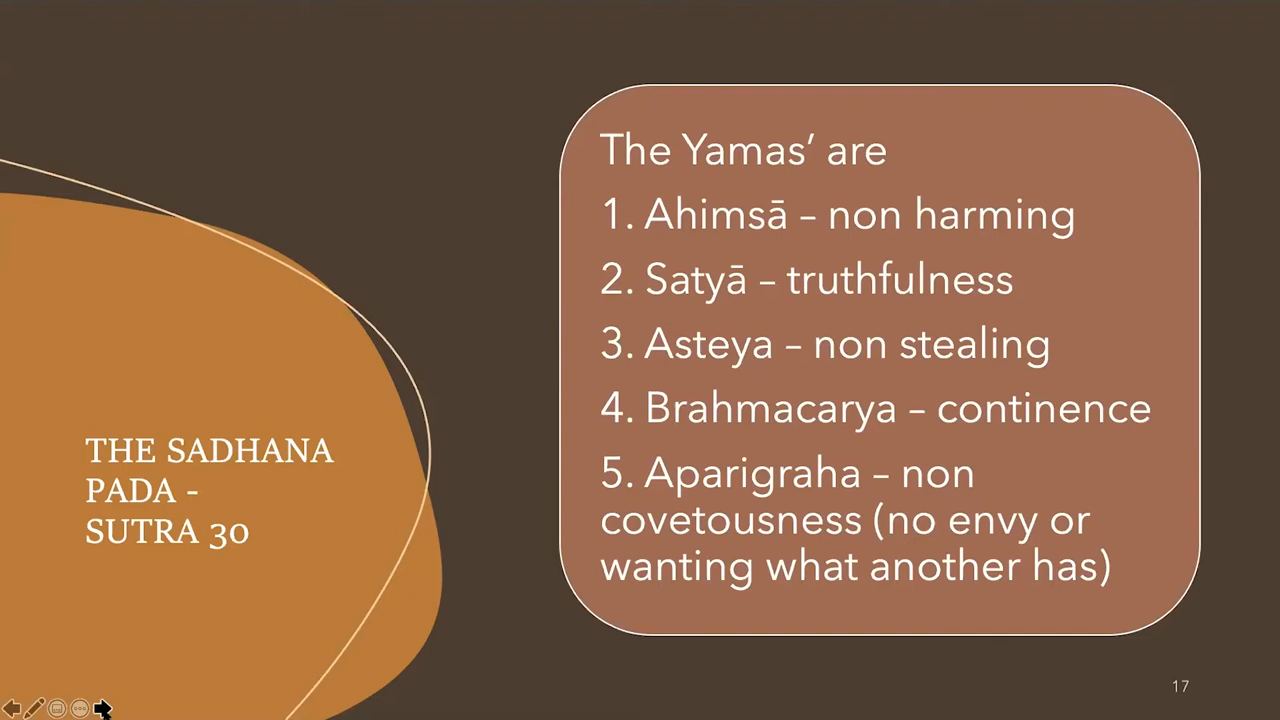 THE SADHANA
PADA -
SUTRA 30
The Yamas’ are
1. Ahimsā – non harming
2. Satyā – truthfulness
3. Asteya – non stealing
4. Brahmacarya – continence
5. Aparigraha – non
covetousness (no envy or
wanting what another has)
17